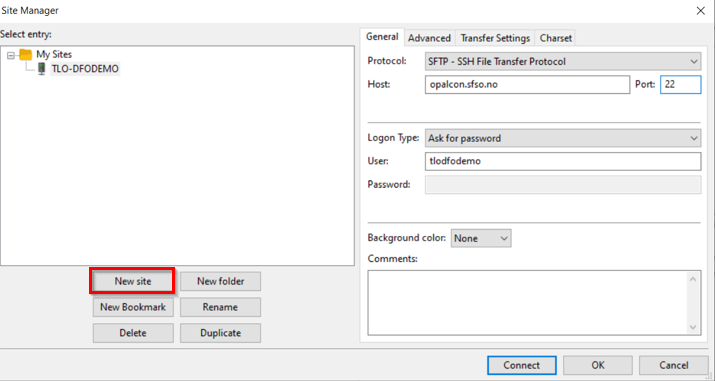 Site Manager
Select entry:
My Sites
TLO-DFODEMO
New site
New folder
New Bookmark
Rename
Delete
Duplicate
General
Advanced
Transfer Settings
Charset
Protocol:
SFTP - SSH File Transfer Protocol
Host:
opalcon.sfso.no
Port:
22
Logon Type:
Ask for password
User:
tlodfodemo
Password:
Background color:
None
Comments:
Connect
OK
Cancel